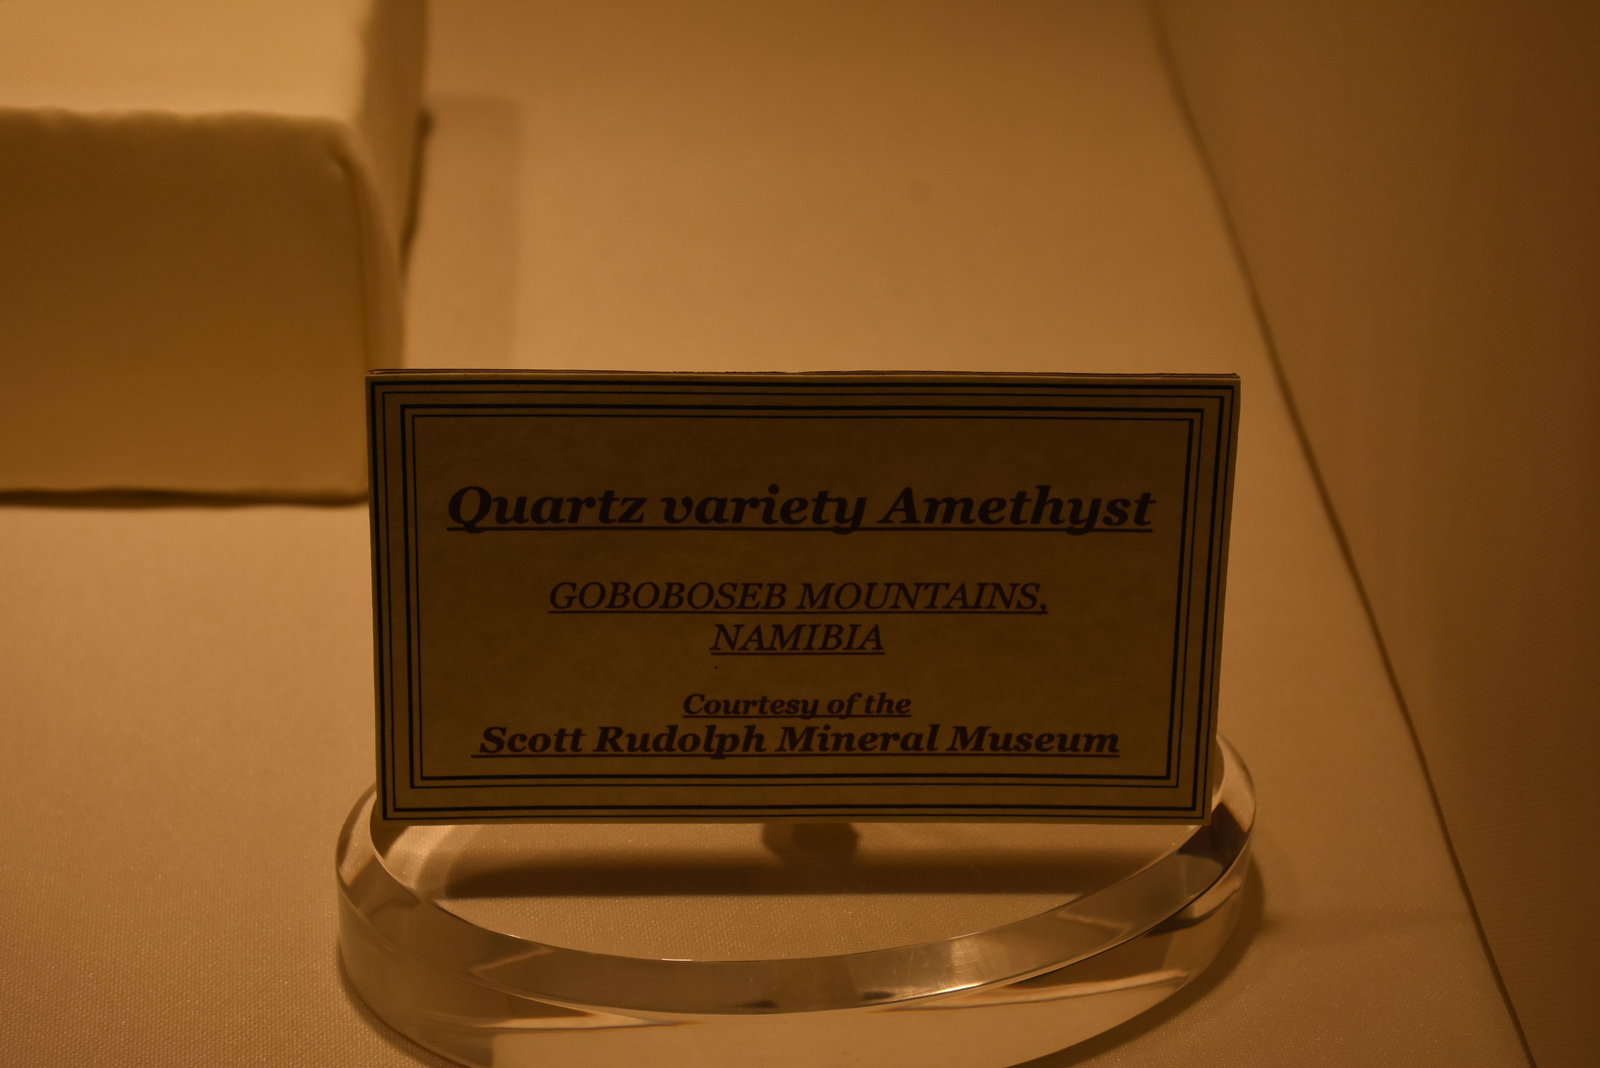 Quartz variety Amethyst
GOBOBOSEB MOUNTAINS,
NAMIBIA
Courtesy of the
Scott Rudolph Mineral Museum